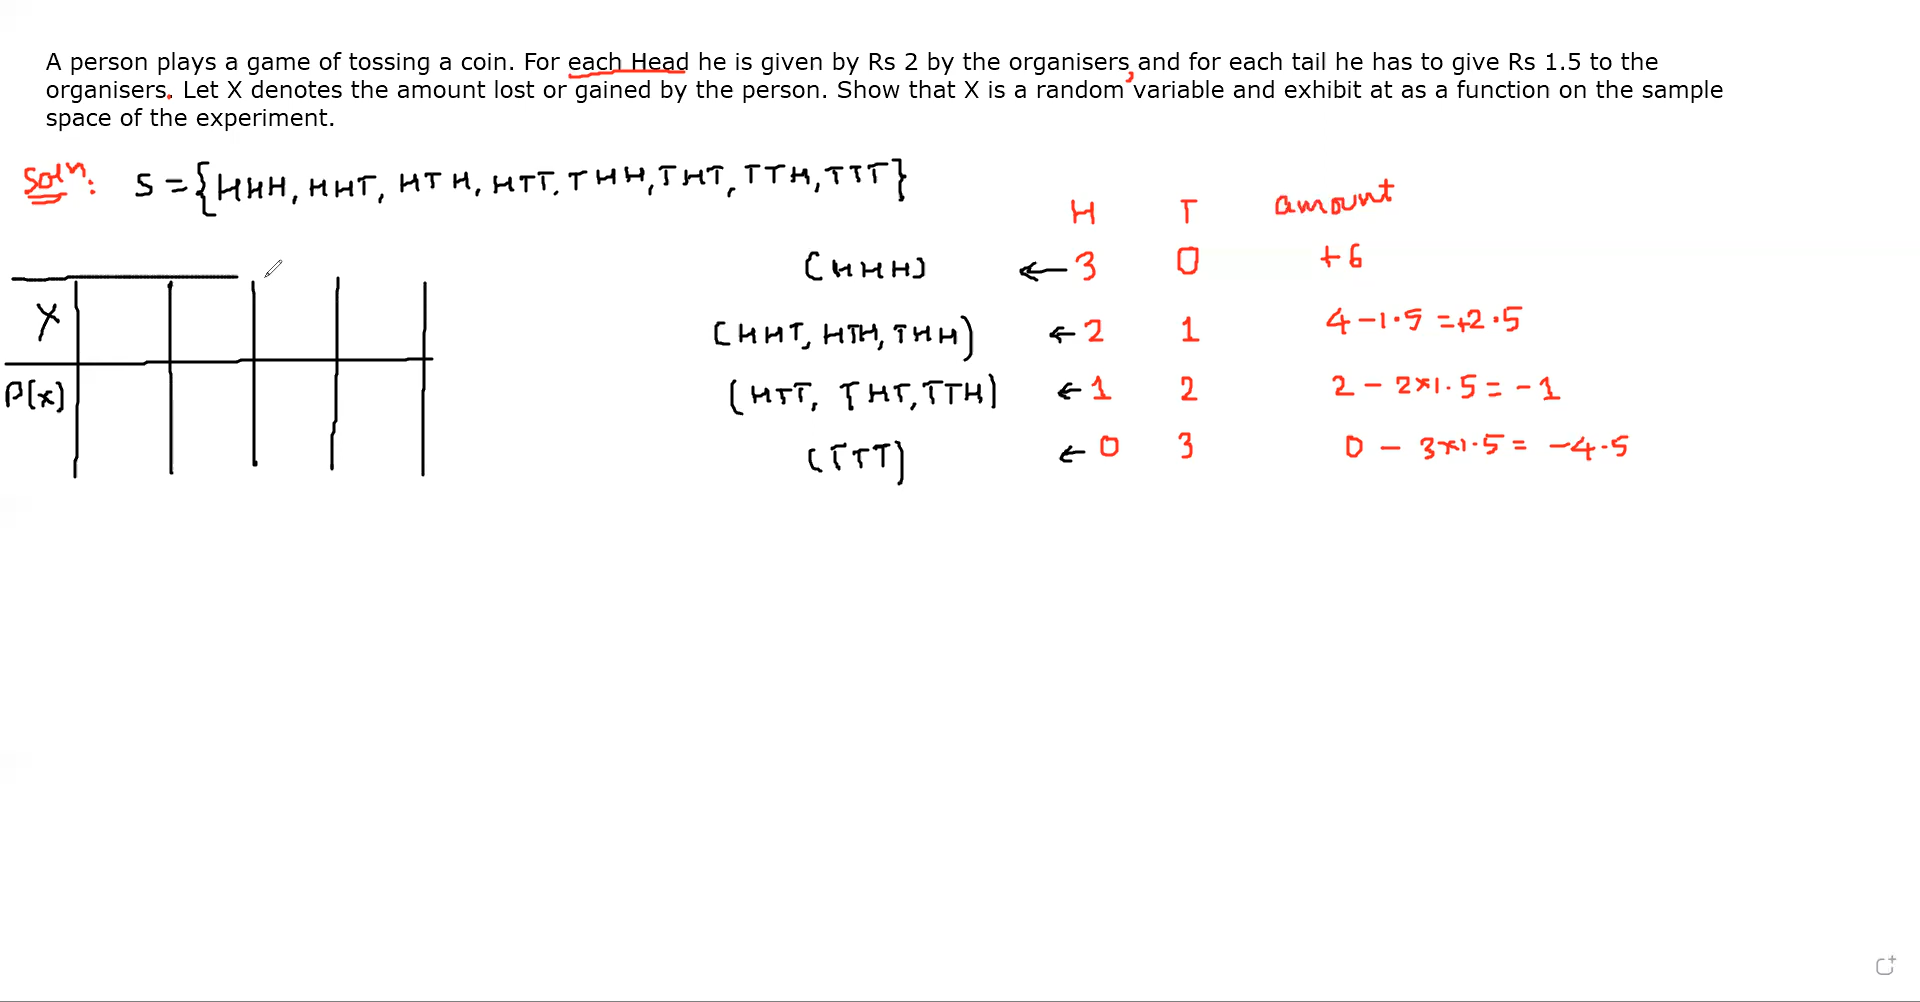 A person plays a game of tossing a coin. For each Head he is given by Rs 2 by the organisers, and for each tail he has to give Rs 1.5 to the
organisers. Let X denotes the amount lost or gained by the person. Show that X is a random variable and exhibit at as a function on the sample
space of the experiment.
Soln: S = {HHH, HHT, HTH, HTT, THH, THT, TTH, TTT}
H T amount
(HHH) ← 3 0 +6
(HHT, HTH, THH) ← 2 1 4-1.5 = +2.5
(HTT, THT, TTH) ← 1 2 2 - 2×1.5 = -1
(TTT) ← 0 3 0 - 3×1.5 = -4.5
X
P(x)